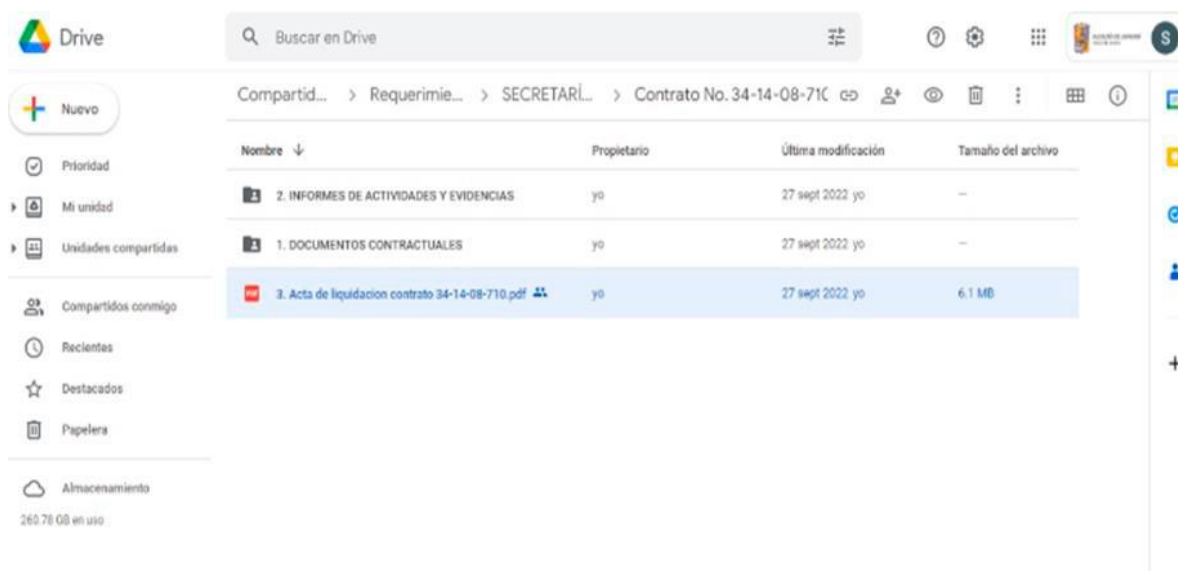 Drive
Buscar en Drive
S
Nuevo
Compartid... > Requerimie... > SECRETARÍ... > Contrato No. 34-14-08-710
Nombre Propietario Última modificación Tamaño del archivo
Prioridad
2. INFORMES DE ACTIVIDADES Y EVIDENCIAS yo 27 sept 2022 yo —
Mi unidad
Unidades compartidas
1. DOCUMENTOS CONTRACTUALES yo 27 sept 2022 yo —
PDF 3. Acta de liquidacion contrato 34-14-08-710.pdf yo 27 sept 2022 yo 6.1 MB
Compartidos conmigo
Recientes
Destacados
Papelera
Almacenamiento
260.78 GB en uso